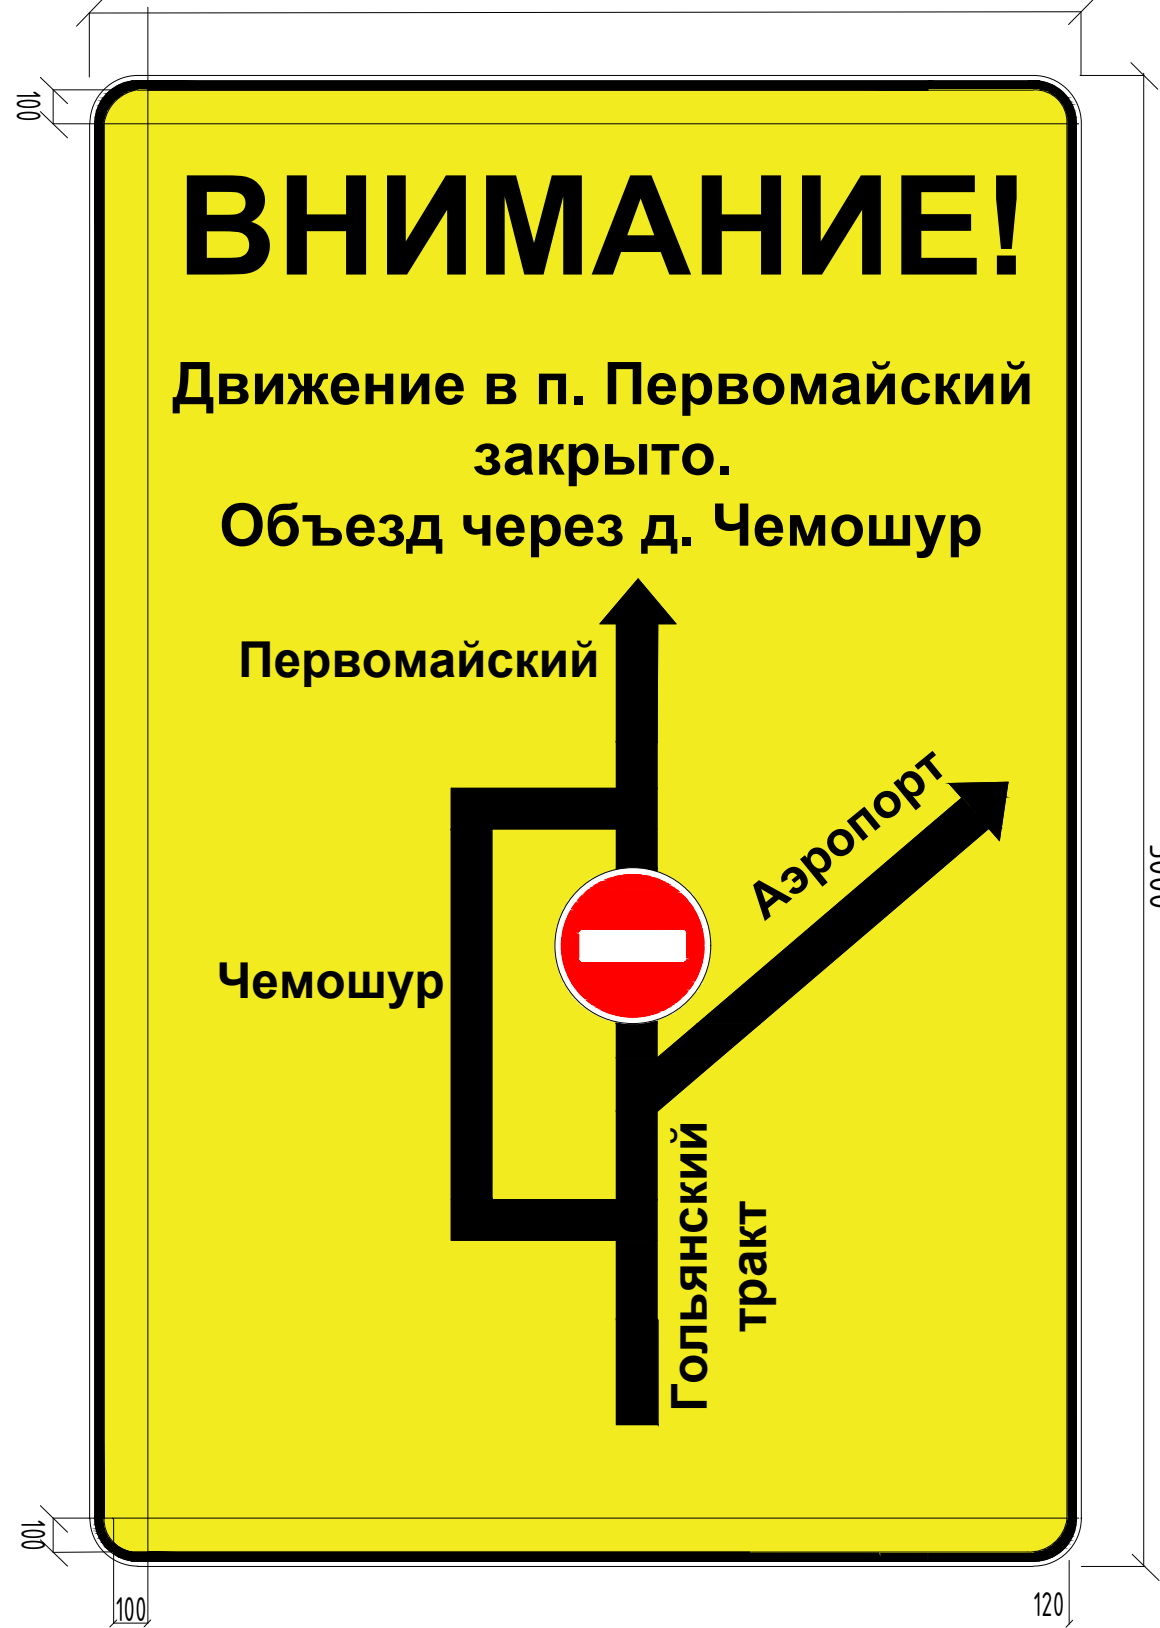 100
ВНИМАНИЕ!
Движение в п. Первомайский
закрыто.
Объезд через д. Чемошур
Первомайский
Аэропорт
Чемошур
Гольянский
тракт
100
100
120